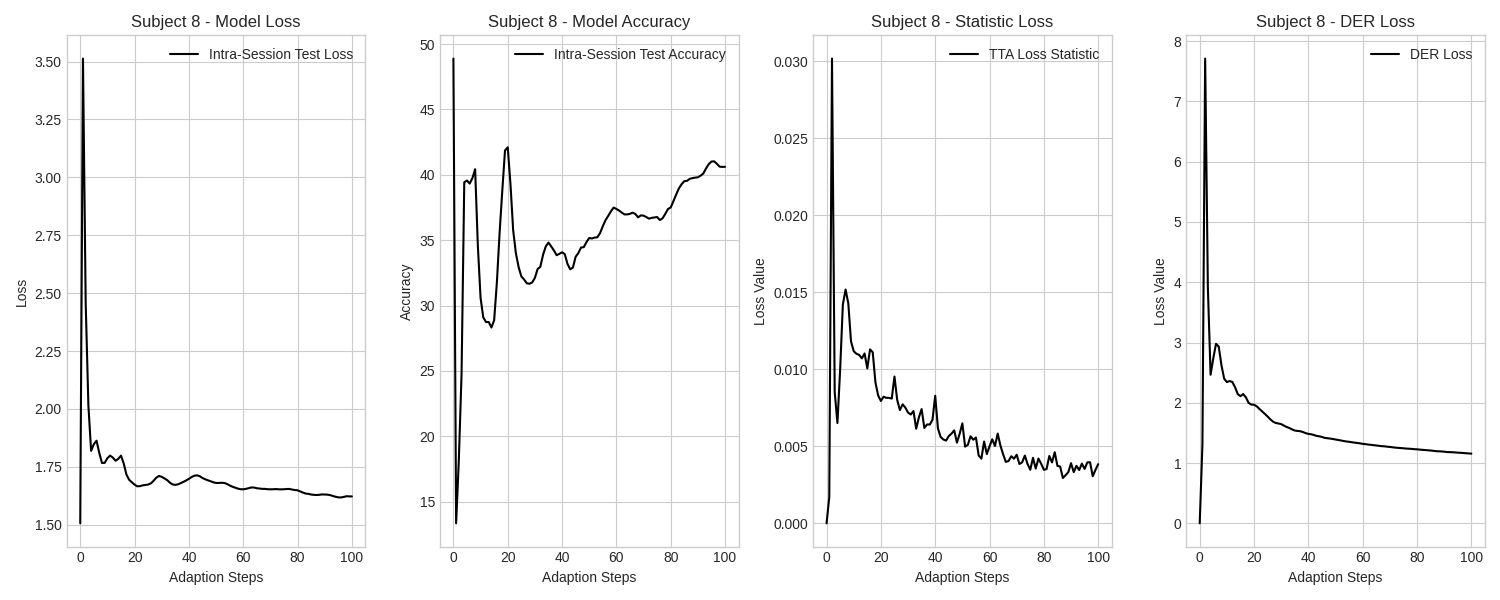 Subject 8 - Model Loss
Intra-Session Test Loss
3.50
3.25
3.00
2.75
2.50
2.25
2.00
1.75
1.50
Loss
0 20 40 60 80 100
Adaption Steps
Subject 8 - Model Accuracy
Intra-Session Test Accuracy
50
45
40
35
30
25
20
15
Accuracy
0 20 40 60 80 100
Adaption Steps
Subject 8 - Statistic Loss
TTA Loss Statistic
0.030
0.025
0.020
0.015
0.010
0.005
0.000
Loss Value
0 20 40 60 80 100
Adaption Steps
Subject 8 - DER Loss
DER Loss
8
7
6
5
4
3
2
1
0
Loss Value
0 20 40 60 80 100
Adaption Steps